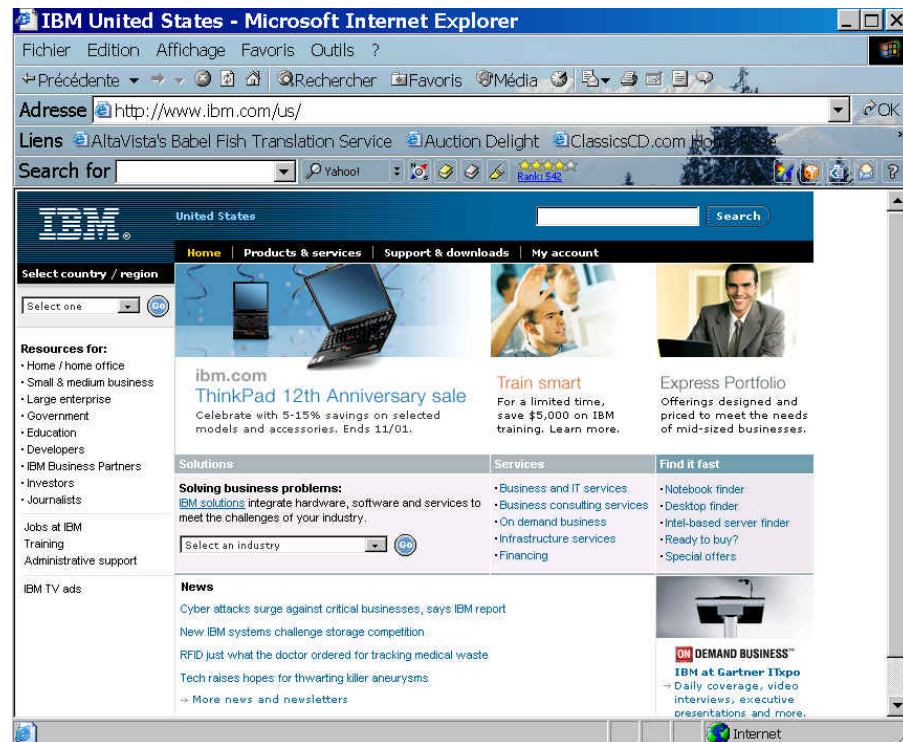 IBM United States - Microsoft Internet Explorer
Fichier Edition Affichage Favoris Outils ?
Précédente Rechercher Favoris Média
Adresse http://www.ibm.com/us/ OK
Liens AltaVista's Babel Fish Translation Service Auction Delight ClassicsCD.com Home Page
Search for Yahoo! Rank: 542
IBM®
United States
Search
Home Products & services Support & downloads My account
Select country / region
Select one Go
Resources for:
· Home / home office
· Small & medium business
· Large enterprise
· Government
· Education
· Developers
· IBM Business Partners
· Investors
· Journalists
Jobs at IBM
Training
Administrative support
IBM TV ads
ibm.com
ThinkPad 12th Anniversary sale
Celebrate with 5-15% savings on selected
models and accessories. Ends 11/01.
Train smart
For a limited time,
save $5,000 on IBM
training. Learn more.
Express Portfolio
Offerings designed and
priced to meet the needs
of mid-sized businesses.
Solutions
Solving business problems:
IBM solutions integrate hardware, software and services to
meet the challenges of your industry.
Select an industry Go
Services
· Business and IT services
· Business consulting services
· On demand business
· Infrastructure services
· Financing
Find it fast
· Notebook finder
· Desktop finder
· Intel-based server finder
· Ready to buy?
· Special offers
News
Cyber attacks surge against critical businesses, says IBM report
New IBM systems challenge storage competition
RFID just what the doctor ordered for tracking medical waste
Tech raises hopes for thwarting killer aneurysms
→ More news and newsletters
ON DEMAND BUSINESS™
IBM at Gartner ITxpo
→ Daily coverage, video
interviews, executive
presentations and more.
Internet